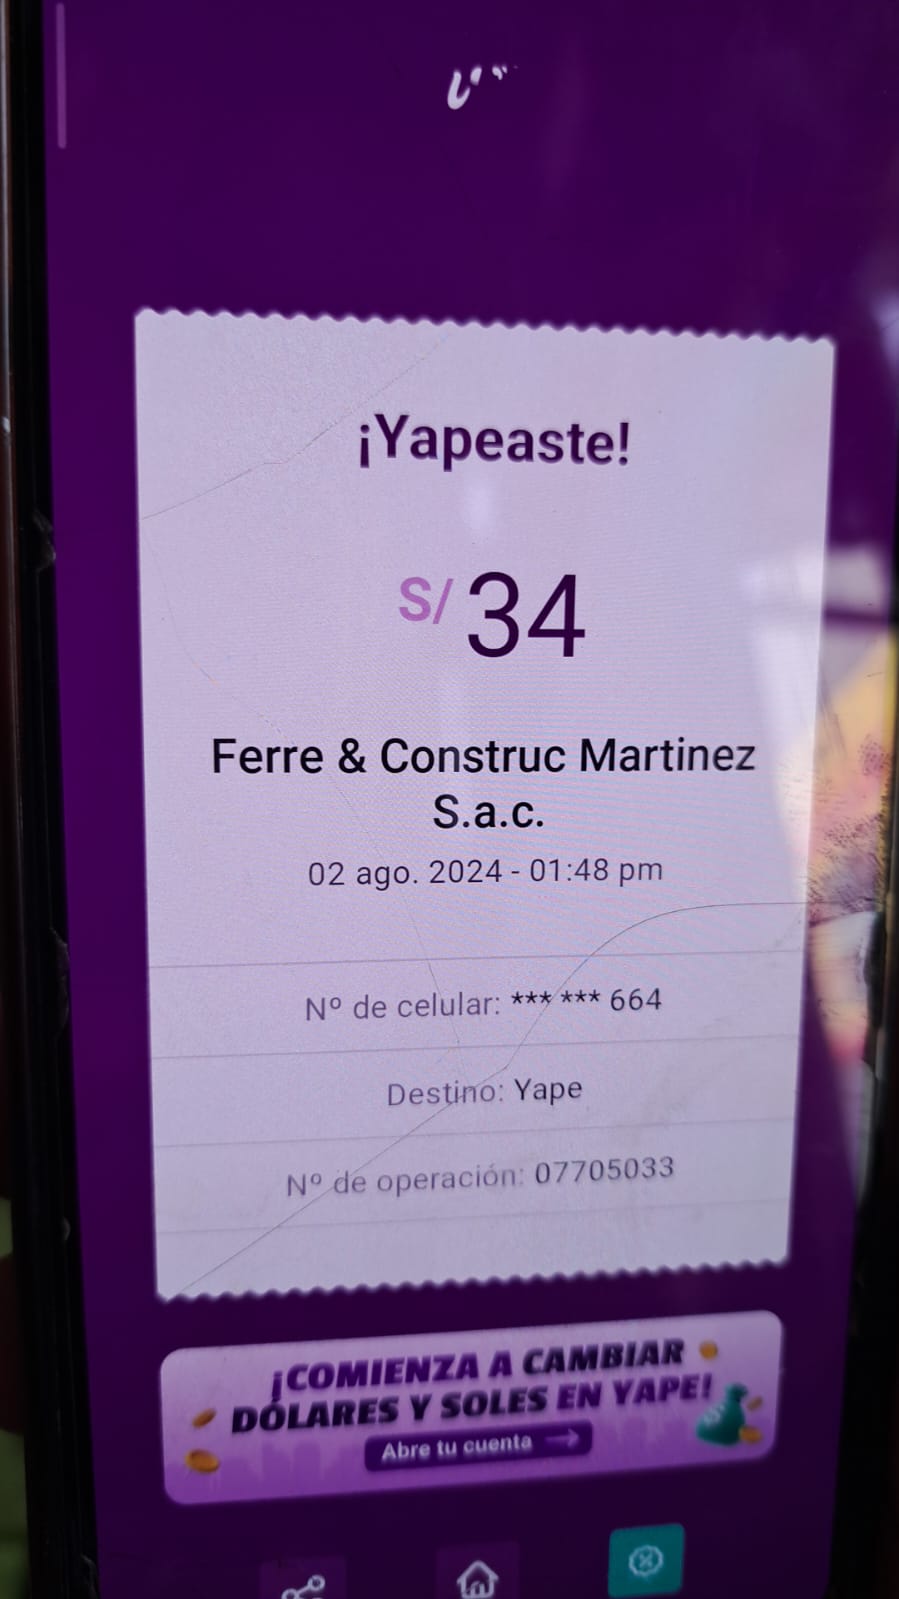 ¡Yapeaste!
S/ 34
Ferre & Construc Martinez
S.a.c.
02 ago. 2024 - 01:48 pm
Nº de celular: *** *** 664
Destino: Yape
Nº de operación: 07705033
¡COMIENZA A CAMBIAR
DÓLARES Y SOLES EN YAPE!
Abre tu cuenta